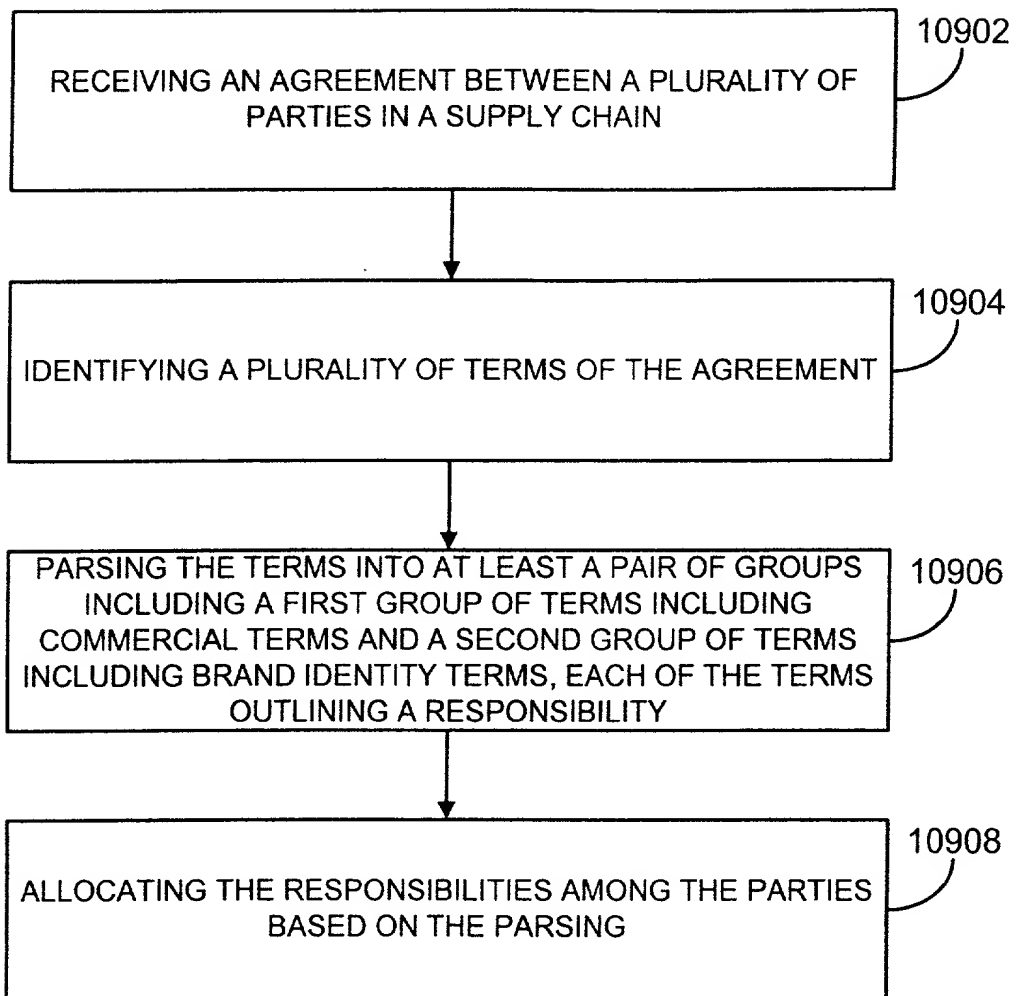 10902
RECEIVING AN AGREEMENT BETWEEN A PLURALITY OF
PARTIES IN A SUPPLY CHAIN
10904
IDENTIFYING A PLURALITY OF TERMS OF THE AGREEMENT
10906
PARSING THE TERMS INTO AT LEAST A PAIR OF GROUPS
INCLUDING A FIRST GROUP OF TERMS INCLUDING
COMMERCIAL TERMS AND A SECOND GROUP OF TERMS
INCLUDING BRAND IDENTITY TERMS, EACH OF THE TERMS
OUTLINING A RESPONSIBILITY
10908
ALLOCATING THE RESPONSIBILITIES AMONG THE PARTIES
BASED ON THE PARSING